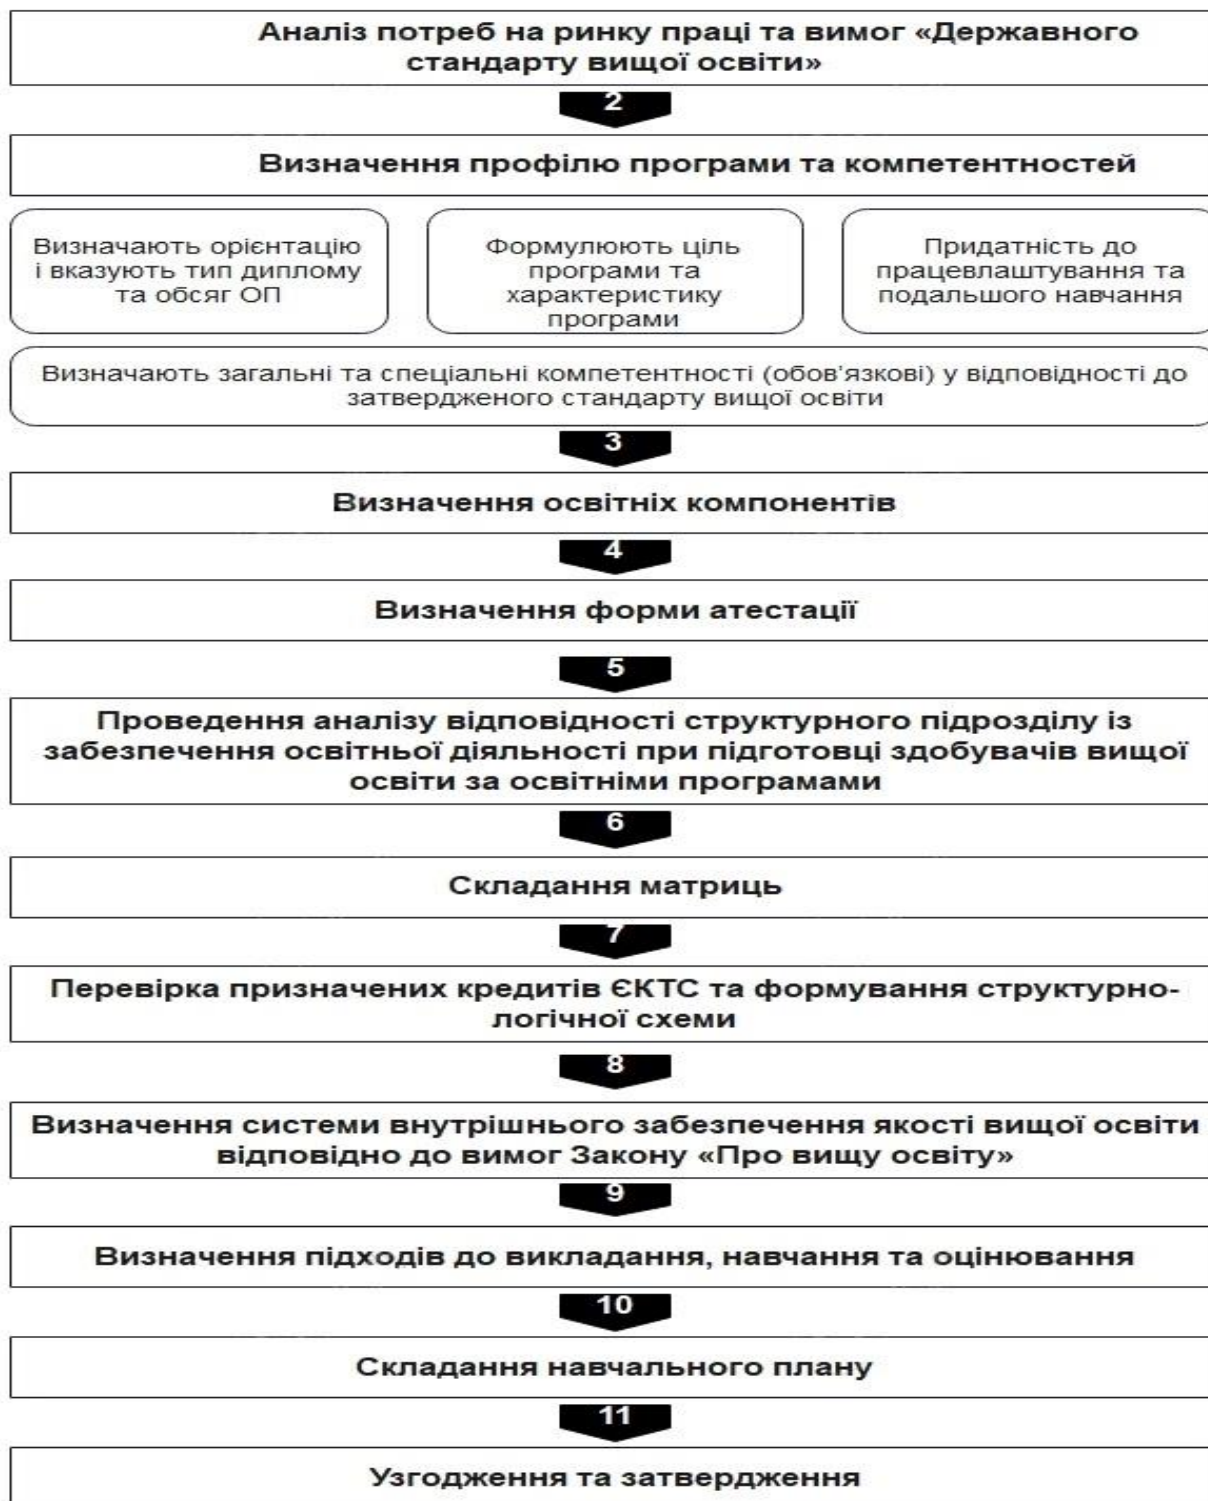 Аналіз потреб на ринку праці та вимог «Державного
стандарту вищої освіти»
2
Визначення профілю програми та компетентностей
Визначають орієнтацію
і вказують тип диплому
та обсяг ОП
Формулюють ціль
програми та
характеристику
програми
Придатність до
працевлаштування та
подальшого навчання
Визначають загальні та спеціальні компетентності (обов'язкові) у відповідності до
затвердженого стандарту вищої освіти
3
Визначення освітніх компонентів
4
Визначення форми атестації
5
Проведення аналізу відповідності структурного підрозділу із
забезпечення освітньої діяльності при підготовці здобувачів вищої
освіти за освітніми програмами
6
Складання матриць
7
Перевірка призначених кредитів ЄКТС та формування структурно-
логічної схеми
8
Визначення системи внутрішнього забезпечення якості вищої освіти
відповідно до вимог Закону «Про вищу освіту»
9
Визначення підходів до викладання, навчання та оцінювання
10
Складання навчального плану
11
Узгодження та затвердження